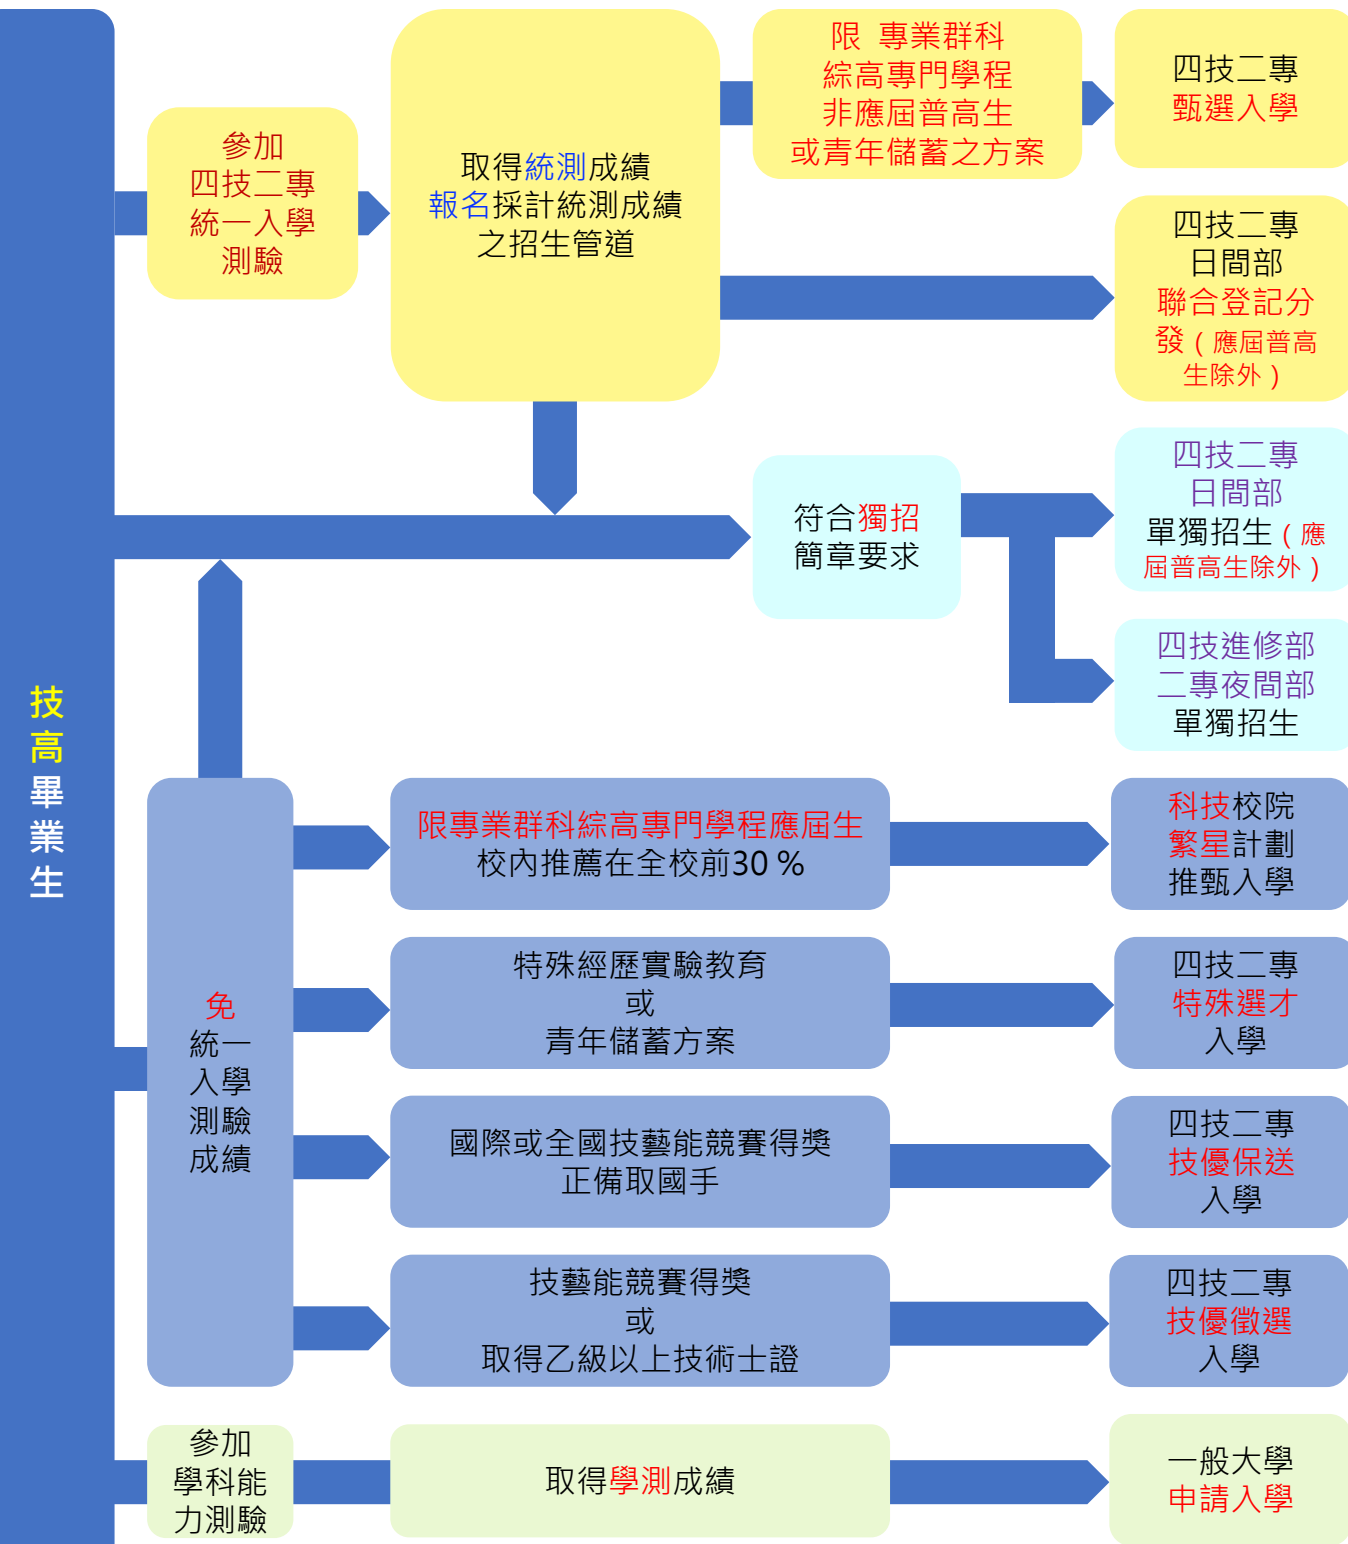 技
高
畢
業
生
參加
四技二專
統一入學
測驗
取得統測成績
報名採計統測成績
之招生管道
限 專業群科
綜高專門學程
非應屆普高生
或青年儲蓄之方案
四技二專
甄選入學
四技二專
日間部
聯合登記分
發（應屆普高
生除外）
符合獨招
簡章要求
四技二專
日間部
單獨招生（應
屆普高生除外）
四技進修部
二專夜間部
單獨招生
免
統一
入學
測驗
成績
限專業群科綜高專門學程應屆生
校內推薦在全校前30％
科技校院
繁星計劃
推甄入學
特殊經歷實驗教育
或
青年儲蓄方案
四技二專
特殊選才
入學
國際或全國技藝能競賽得獎
正備取國手
四技二專
技優保送
入學
技藝能競賽得獎
或
取得乙級以上技術士證
四技二專
技優徵選
入學
參加
學科能
力測驗
取得學測成績
一般大學
申請入學